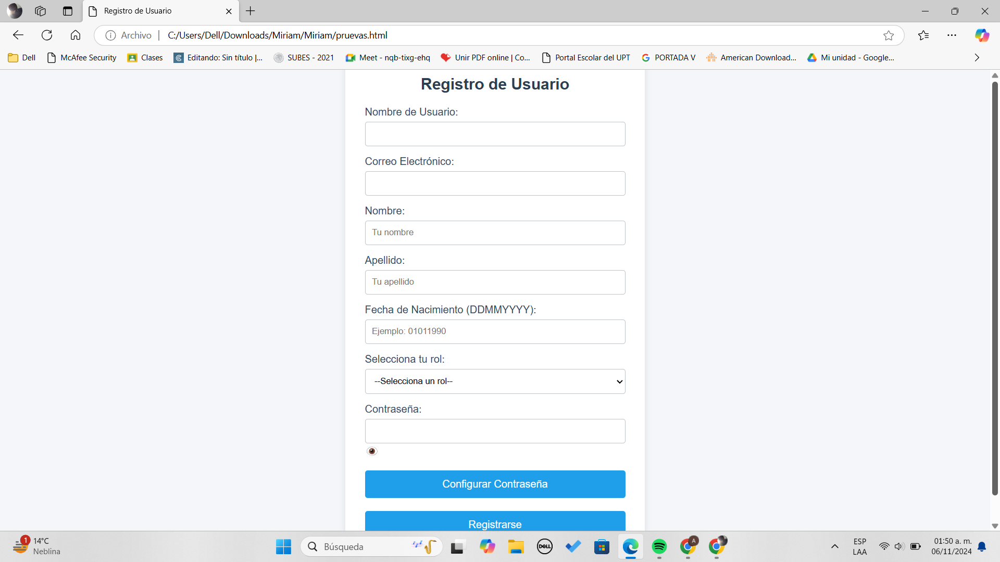 Registro de Usuario
Archivo
C:/Users/Dell/Downloads/Miriam/Miriam/pruevas.html
Dell
McAfee Security
Clases
Editando: Sin título |...
SUBES - 2021
Meet - nqb-tixg-ehq
Unir PDF online | Co...
Portal Escolar del UPT
PORTADA V
American Download...
Mi unidad - Google...
Registro de Usuario
Nombre de Usuario:
Correo Electrónico:
Nombre:
Tu nombre
Apellido:
Tu apellido
Fecha de Nacimiento (DDMMYYYY):
Ejemplo: 01011990
Selecciona tu rol:
--Selecciona un rol--
Contraseña:
Configurar Contraseña
Registrarse
1
14°C
Neblina
Búsqueda
DELL
A
ESP
LAA
01:50 a. m.
06/11/2024